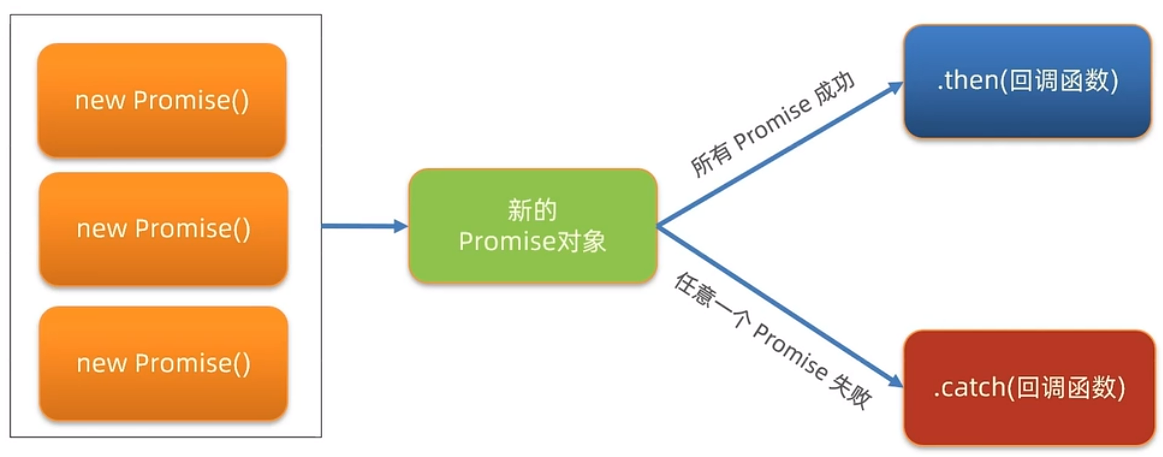 new Promise()
new Promise()
new Promise()
新的
Promise对象
所有 Promise 成功
任意一个 Promise 失败
.then(回调函数)
.catch(回调函数)